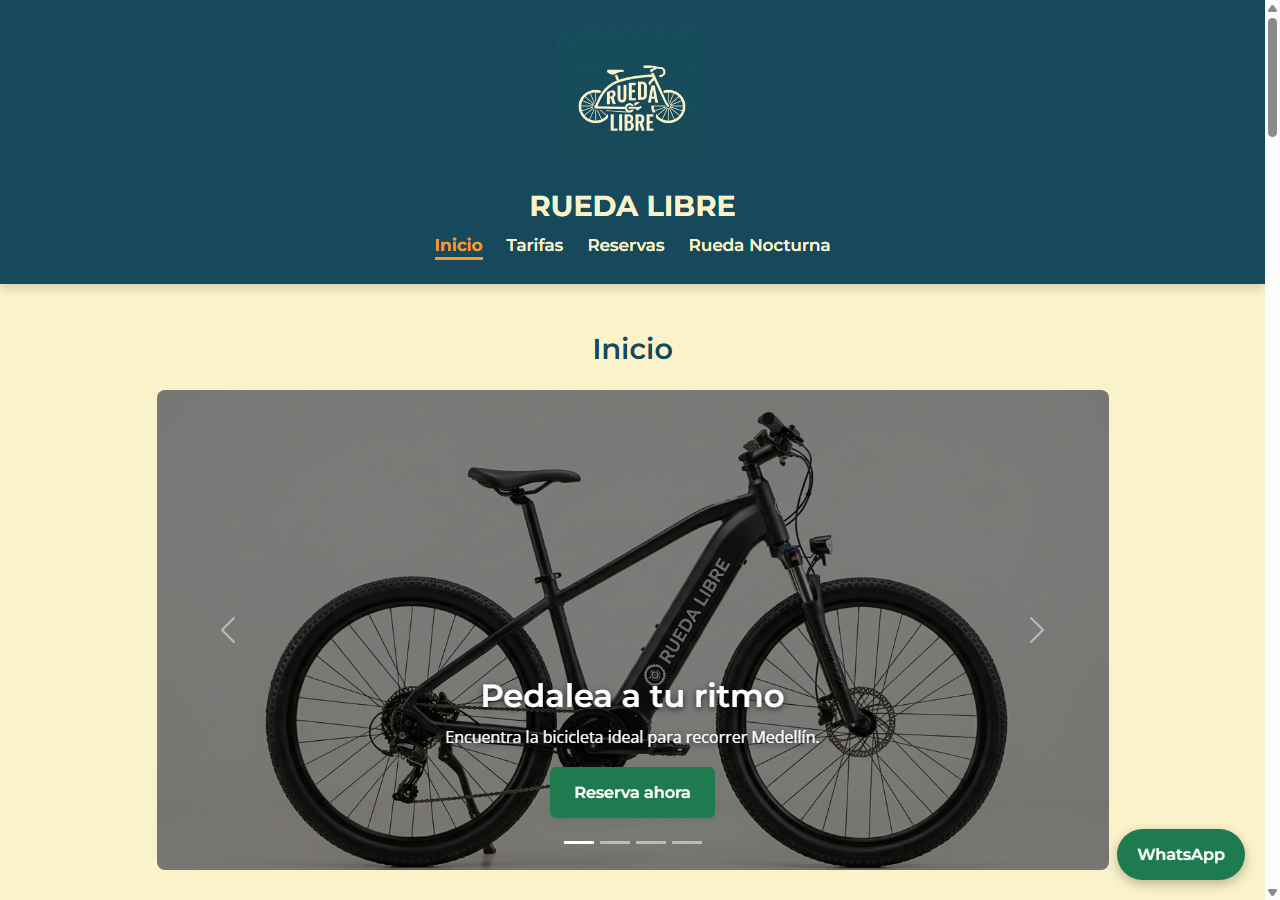 RUEDA
LIBRE
RUEDA LIBRE
Inicio Tarifas Reservas Rueda Nocturna
Inicio
RUEDA LIBRE
Pedalea a tu ritmo
Encuentra la bicicleta ideal para recorrer Medellín.
Reserva ahora
WhatsApp